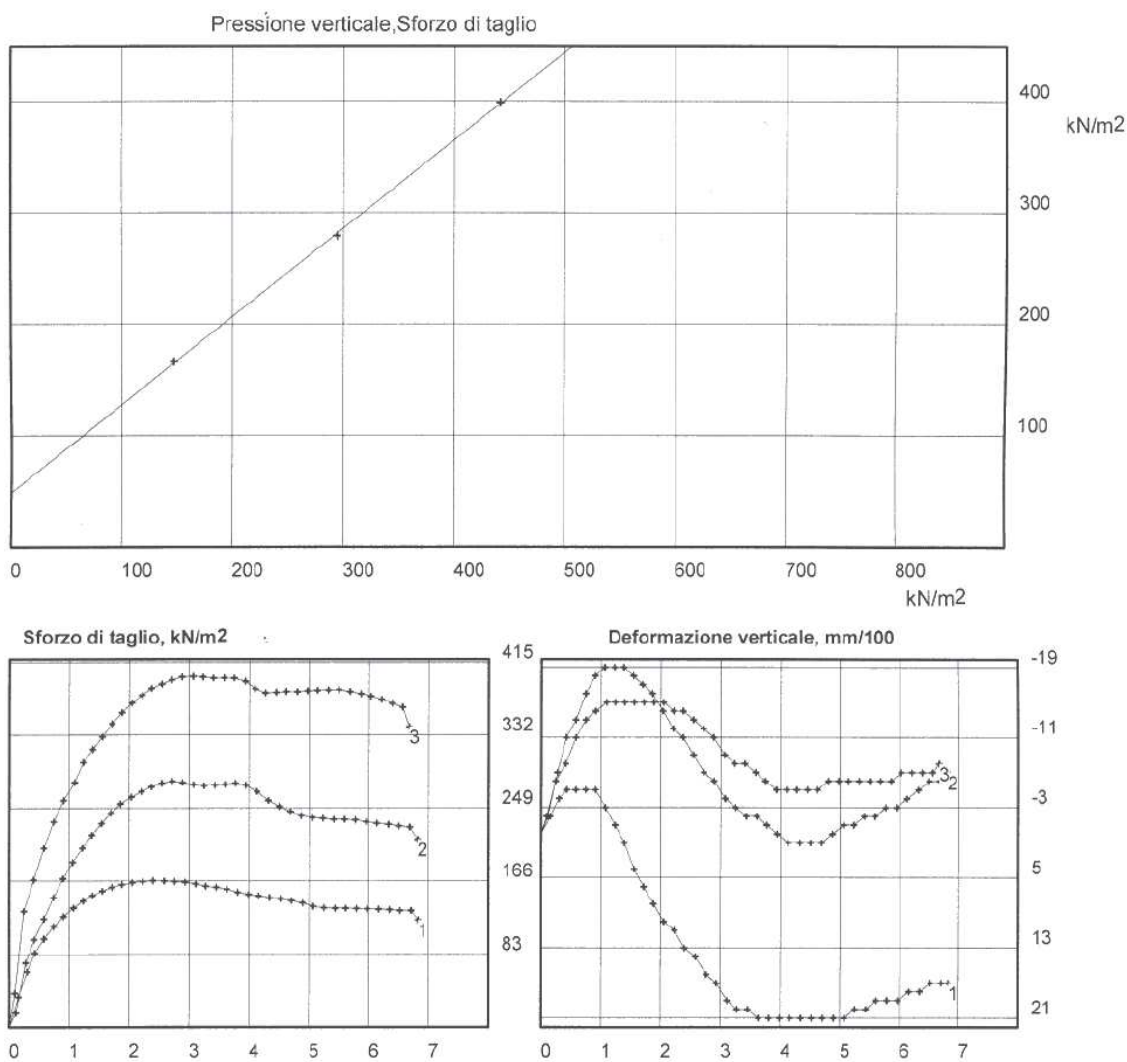 Pressione verticale,Sforzo di taglio
400
kN/m2
300
200
100
0 100 200 300 400 500 600 700 800
kN/m2
Sforzo di taglio, kN/m2
415
332
249
166
83
3
2
1
0 1 2 3 4 5 6 7
Deformazione verticale, mm/100
-19
-11
-3
5
13
21
3 2
1
0 1 2 3 4 5 6 7